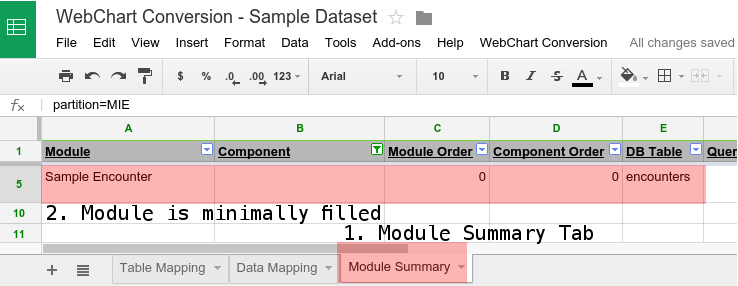 WebChart Conversion - Sample Dataset
File Edit View Insert Format Data Tools Add-ons Help WebChart Conversion All changes saved
$ % .0 .00 123 Arial 10 B I S A
fx partition=MIE
A B C D E
1 Module Component Module Order Component Order DB Table Quer
5 Sample Encounter 0 0 encounters
10 2. Module is minimally filled
11 1. Module Summary Tab
+ Table Mapping Data Mapping Module Summary